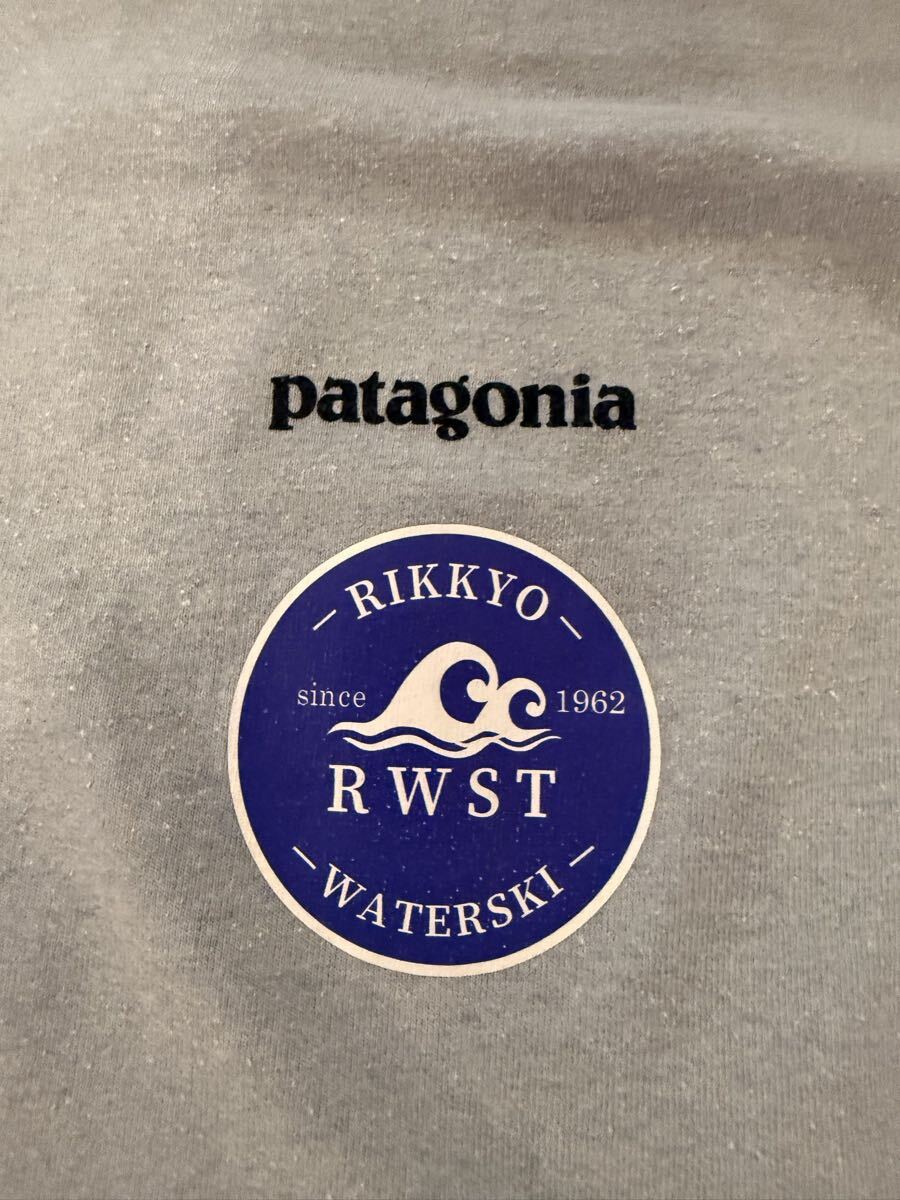 patagonia
– RIKKYO –
since 1962
RWST
– WATERSKI –